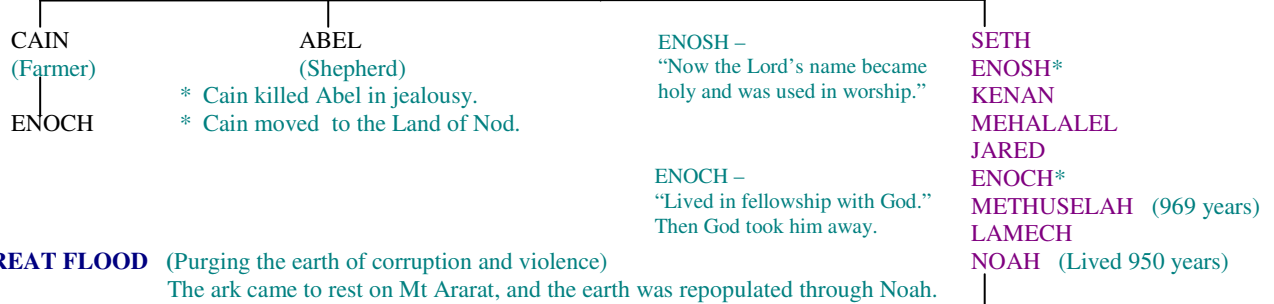 CAIN
(Farmer)
ENOCH
ABEL
(Shepherd)
* Cain killed Abel in jealousy.
* Cain moved to the Land of Nod.
ENOSH –
“Now the Lord’s name became
holy and was used in worship.”
ENOCH –
“Lived in fellowship with God.”
Then God took him away.
SETH
ENOSH*
KENAN
MEHALALEL
JARED
ENOCH*
METHUSELAH (969 years)
LAMECH
NOAH (Lived 950 years)
REAT FLOOD (Purging the earth of corruption and violence)
The ark came to rest on Mt Ararat, and the earth was repopulated through Noah.